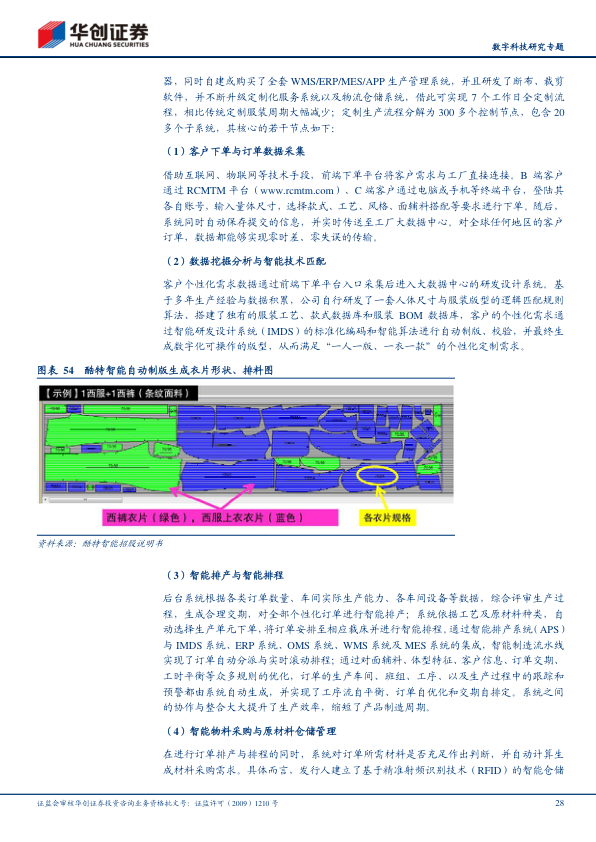 华创证券
HUA CHUANG SECURITIES
数字科技研究专题
器，同时自建或购买了全套 WMS/ERP/MES/APP 生产管理系统，并且研发了断布、裁剪
软件，并不断升级定制化服务系统以及物流仓储系统，借此可实现 7 个工作日全定制流
程，相比传统定制服装周期大幅减少；定制生产流程分解为 300 多个控制节点，包含 20
多个子系统，其核心的若干节点如下：
（1）客户下单与订单数据采集
借助互联网、物联网等技术手段，前端下单平台将客户需求与工厂直接连接。B 端客户
通过 RCMTM 平台（www.rcmtm.com）、C 端客户通过电脑或手机等终端平台，登陆其
各自账号，输入量体尺寸，选择款式、工艺、风格、面辅料搭配等要求进行下单。随后，
系统同时自动保存提交的信息，并实时传送至工厂大数据中心。对全球任何地区的客户
订单，数据都能够实现零时差、零失误的传输。
（2）数据挖掘分析与智能技术匹配
客户个性化需求数据通过前端下单平台入口采集后进入大数据中心的研发设计系统。基
于多年生产经验与数据积累，公司自行研发了一套人体尺寸与服装版型的逻辑匹配规则
算法，搭建了独有的服装工艺、款式数据库和服装 BOM 数据库，客户的个性化需求通
过智能研发设计系统（IMDS）的标准化编码和智能算法进行自动制版、校验，并最终生
成数字化可操作的版型，从而满足“一人一版、一衣一款”的个性化定制需求。
图表 54 酷特智能自动制版生成衣片形状、排料图
【示例】1西服+1西裤（条纹面料）
西裤衣片（绿色），西服上衣衣片（蓝色）
各衣片规格
资料来源：酷特智能招股说明书
（3）智能排产与智能排程
后台系统根据各类订单数量、车间实际生产能力、各车间设备等数据，综合评审生产过
程，生成合理交期，对全部个性化订单进行智能排产；系统依据工艺及原材料种类，自
动选择生产单元下单，将订单安排至相应裁床并进行智能排程。通过智能排产系统（APS）
与 IMDS 系统、ERP 系统、OMS 系统、WMS 系统及 MES 系统的集成，智能制造流水线
实现了订单自动分派与实时滚动排程；通过对面辅料、体型特征、客户信息、订单交期、
工时平衡等众多规则的优化，订单的生产车间、班组、工序、以及生产过程中的跟踪和
预警都由系统自动生成，并实现了工序流自平衡、订单自优化和交期自排定。系统之间
的协作与整合大大提升了生产效率，缩短了产品制造周期。
（4）智能物料采购与原材料仓储管理
在进行订单排产与排程的同时，系统对订单所需材料是否充足作出判断，并自动计算生
成材料采购需求。具体而言，发行人建立了基于精准射频识别技术（RFID）的智能仓储
证监会审核华创证券投资咨询业务资格批文号：证监许可（2009）1210 号
28